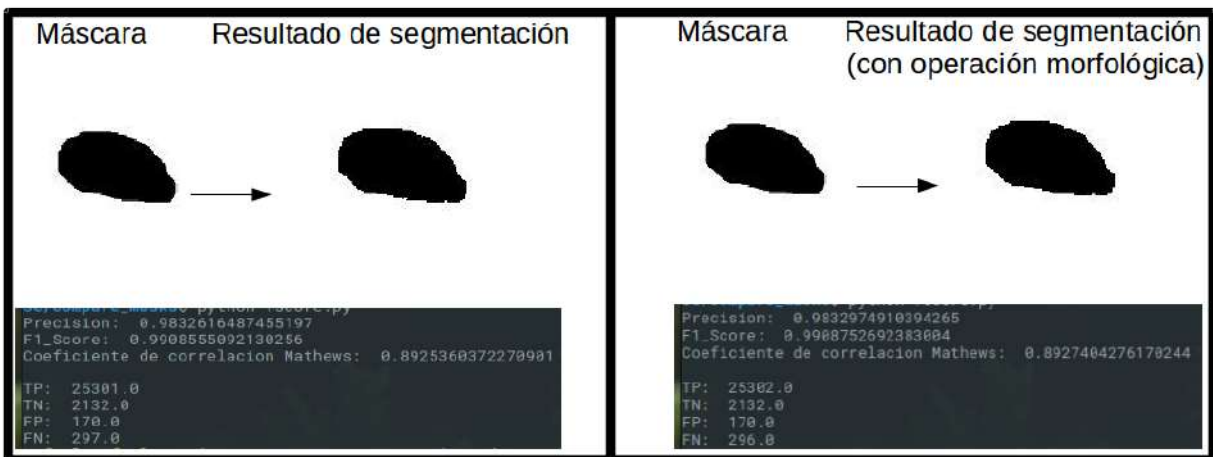 Máscara
Resultado de segmentación
Precision: 0.9832616487455197
F1_Score: 0.9908555092130256
Coeficiente de correlacion Mathews: 0.8925360372270901
TP: 25301.0
TN: 2132.0
FP: 170.0
FN: 297.0
Máscara
Resultado de segmentación
(con operación morfológica)
Precision: 0.9832974910394265
F1_Score: 0.9908752692383004
Coeficiente de correlacion Mathews: 0.8927404276170244
TP: 25302.0
TN: 2132.0
FP: 170.0
FN: 296.0